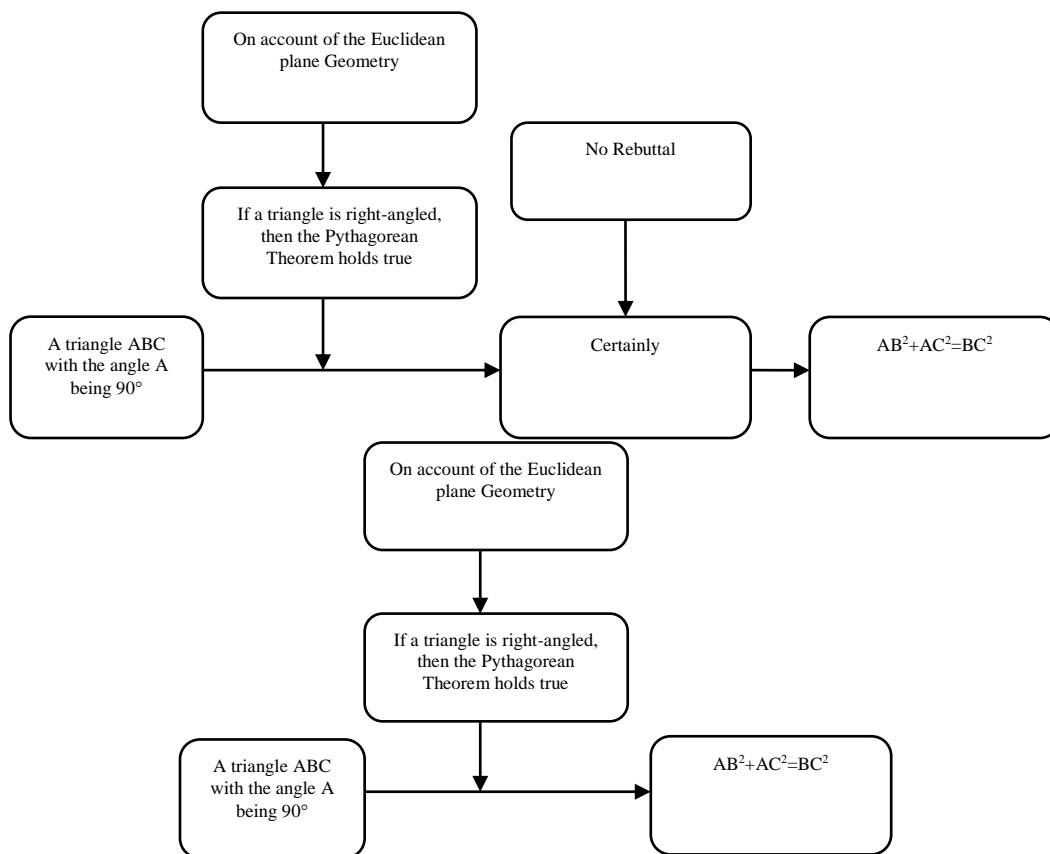 On account of the Euclidean
plane Geometry
No Rebuttal
If a triangle is right-angled,
then the Pythagorean
Theorem holds true
A triangle ABC
with the angle A
being 90°
Certainly
AB²+AC²=BC²
On account of the Euclidean
plane Geometry
If a triangle is right-angled,
then the Pythagorean
Theorem holds true
A triangle ABC
with the angle A
being 90°
AB²+AC²=BC²